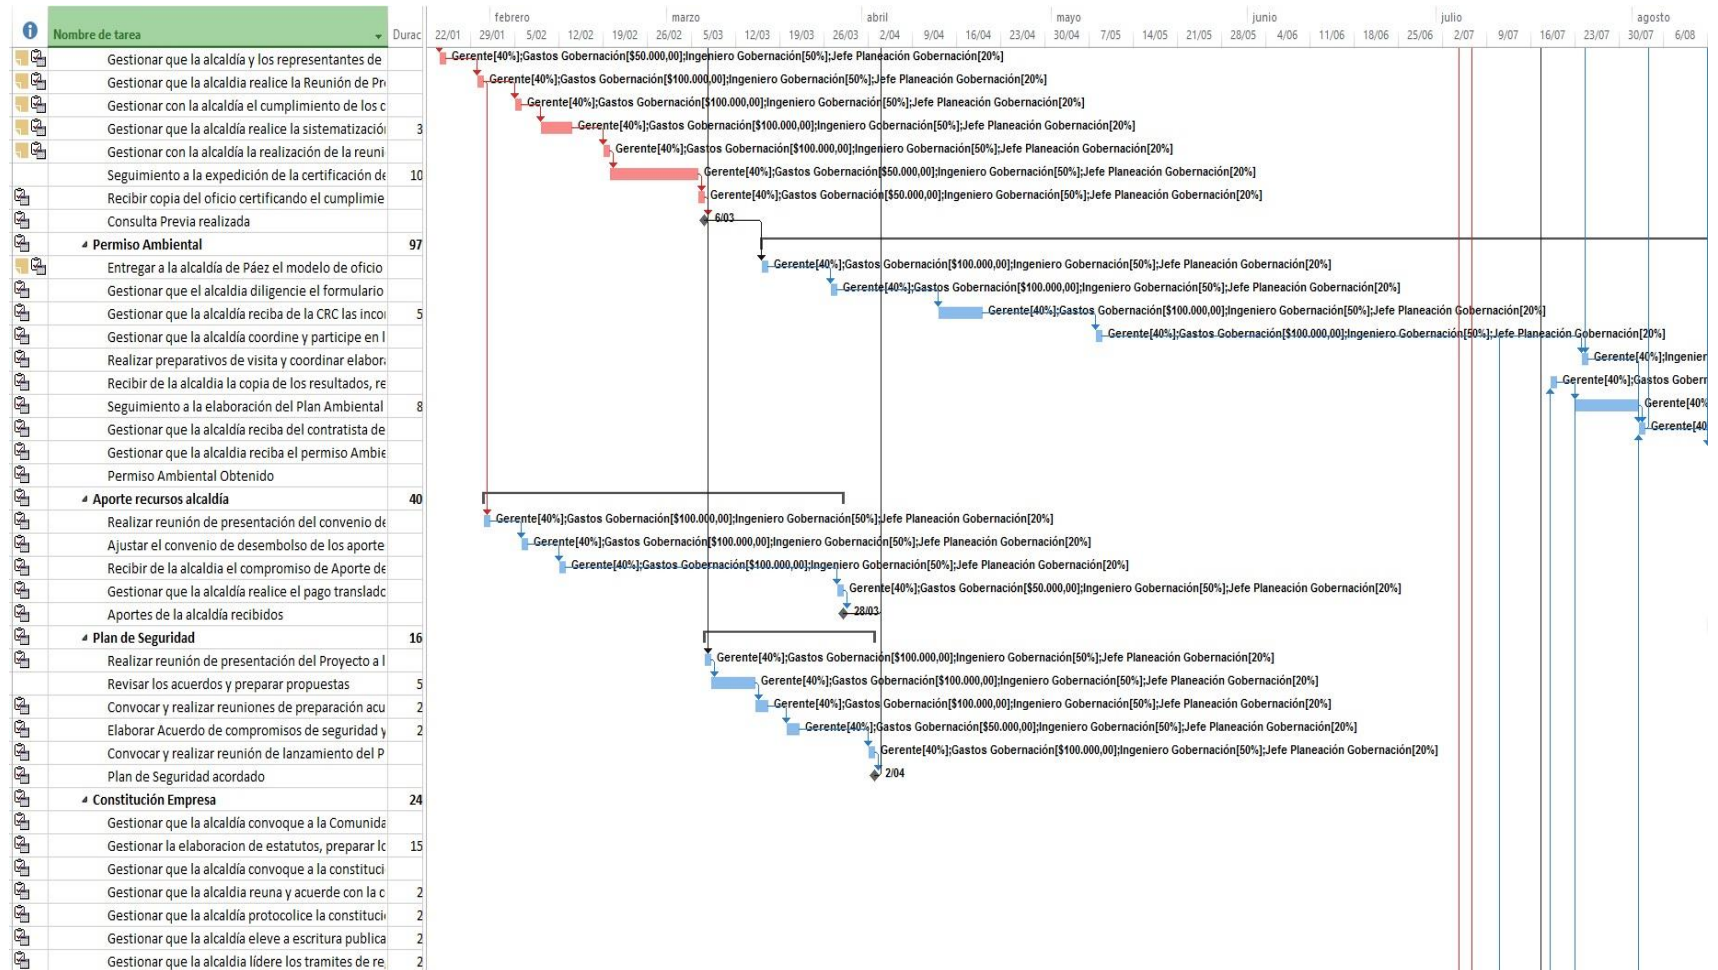 febrero marzo abril mayo junio julio agosto
Nombre de tarea Durac 22/01 29/01 5/02 12/02 19/02 26/02 5/03 12/03 19/03 26/03 2/04 9/04 16/04 23/04 30/04 7/05 14/05 21/05 28/05 4/06 11/06 18/06 25/06 2/07 9/07 16/07 23/07 30/07 6/08
Gestionar que la alcaldía y los representantes de Gerente[40%];Gastos Gobernación[$50.000,00];Ingeniero Gobernación[50%];Jefe Planeación Gobernación[20%]
Gestionar que la alcaldia realice la Reunión de Pr Gerente[40%];Gastos Gobernación[$100.000,00];Ingeniero Gobernación[50%];Jefe Planeación Gobernación[20%]
Gestionar con la alcaldía el cumplimiento de los c Gerente[40%];Gastos Gobernación[$100.000,00];Ingeniero Gobernación[50%];Jefe Planeación Gobernación[20%]
Gestionar que la alcaldía realice la sistematizació 3 Gerente[40%];Gastos Gobernación[$100.000,00];Ingeniero Gobernación[50%];Jefe Planeación Gobernación[20%]
Gestionar con la alcaldía la realización de la reuni Gerente[40%];Gastos Gobernación[$100.000,00];Ingeniero Gobernación[50%];Jefe Planeación Gobernación[20%]
Seguimiento a la expedición de la certificación de 10 Gerente[40%];Gastos Gobernación[$50.000,00];Ingeniero Gobernación[50%];Jefe Planeación Gobernación[20%]
Recibir copia del oficio certificando el cumplimie Gerente[40%];Gastos Gobernación[$50.000,00];Ingeniero Gobernación[50%];Jefe Planeación Gobernación[20%]
Consulta Previa realizada 6/03
Permiso Ambiental 97
Entregar a la alcaldía de Páez el modelo de oficio Gerente[40%];Gastos Gobernación[$100.000,00];Ingeniero Gobernación[50%];Jefe Planeación Gobernación[20%]
Gestionar que el alcaldia diligencie el formulario Gerente[40%];Gastos Gobernación[$100.000,00];Ingeniero Gobernación[50%];Jefe Planeación Gobernación[20%]
Gestionar que la alcaldía reciba de la CRC las inco 5 Gerente[40%];Gastos Gobernación[$100.000,00];Ingeniero Gobernación[50%];Jefe Planeación Gobernación[20%]
Gestionar que la alcaldía coordine y participe en l Gerente[40%];Gastos Gobernación[$100.000,00];Ingeniero Gobernación[50%];Jefe Planeación Gobernación[20%]
Realizar preparativos de visita y coordinar elabor Gerente[40%];Ingenier
Recibir de la alcaldia la copia de los resultados, re Gerente[40%];Gastos Gobern
Seguimiento a la elaboración del Plan Ambiental 8 Gerente[40%
Gestionar que la alcaldía reciba del contratista de Gerente[40
Gestionar que la alcaldia reciba el permiso Ambie
Permiso Ambiental Obtenido
Aporte recursos alcaldía 40
Realizar reunión de presentación del convenio de Gerente[40%];Gastos Gobernación[$100.000,00];Ingeniero Gobernación[50%];Jefe Planeación Gobernación[20%]
Ajustar el convenio de desembolso de los aporte Gerente[40%];Gastos Gobernación[$100.000,00];Ingeniero Gobernación[50%];Jefe Planeación Gobernación[20%]
Recibir de la alcaldia el compromiso de Aporte de Gerente[40%];Gastos Gobernación[$100.000,00];Ingeniero Gobernación[50%];Jefe Planeación Gobernación[20%]
Gestionar que la alcaldía realice el pago translado Gerente[40%];Gastos Gobernación[$50.000,00];Ingeniero Gobernación[50%];Jefe Planeación Gobernación[20%]
Aportes de la alcaldía recibidos 28/03
Plan de Seguridad 16
Realizar reunión de presentación del Proyecto a l Gerente[40%];Gastos Gobernación[$100.000,00];Ingeniero Gobernación[50%];Jefe Planeación Gobernación[20%]
Revisar los acuerdos y preparar propuestas 5 Gerente[40%];Gastos Gobernación[$100.000,00];Ingeniero Gobernación[50%];Jefe Planeación Gobernación[20%]
Convocar y realizar reuniones de preparación acu 2 Gerente[40%];Gastos Gobernación[$100.000,00];Ingeniero Gobernación[50%];Jefe Planeación Gobernación[20%]
Elaborar Acuerdo de compromisos de seguridad y 2 Gerente[40%];Gastos Gobernación[$50.000,00];Ingeniero Gobernación[50%];Jefe Planeación Gobernación[20%]
Convocar y realizar reunión de lanzamiento del P Gerente[40%];Gastos Gobernación[$100.000,00];Ingeniero Gobernación[50%];Jefe Planeación Gobernación[20%]
Plan de Seguridad acordado 2/04
Constitución Empresa 24
Gestionar que la alcaldía convoque a la Comunida
Gestionar la elaboracion de estatutos, preparar lo 15
Gestionar que la alcaldía convoque a la constituci
Gestionar que la alcaldia reuna y acuerde con la c 2
Gestionar que la alcaldía protocolice la constituci 2
Gestionar que la alcaldía eleve a escritura publica 2
Gestionar que la alcaldia lídere los tramites de re 2